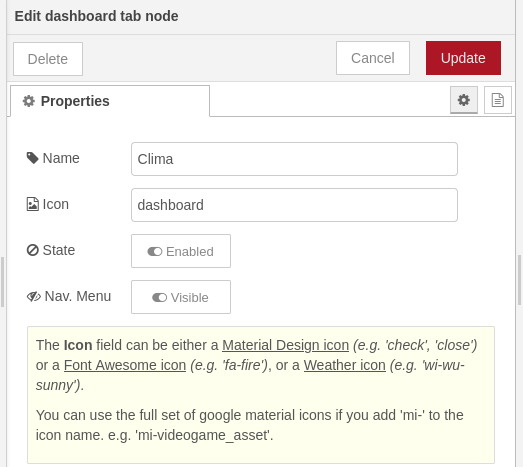 Edit dashboard tab node
Delete
Cancel
Update
Properties
Name
Clima
Icon
dashboard
State
Enabled
Nav. Menu
Visible
The Icon field can be either a Material Design icon (e.g. 'check', 'close')
or a Font Awesome icon (e.g. 'fa-fire'), or a Weather icon (e.g. 'wi-wu-
sunny').
You can use the full set of google material icons if you add 'mi-' to the
icon name. e.g. 'mi-videogame_asset'.